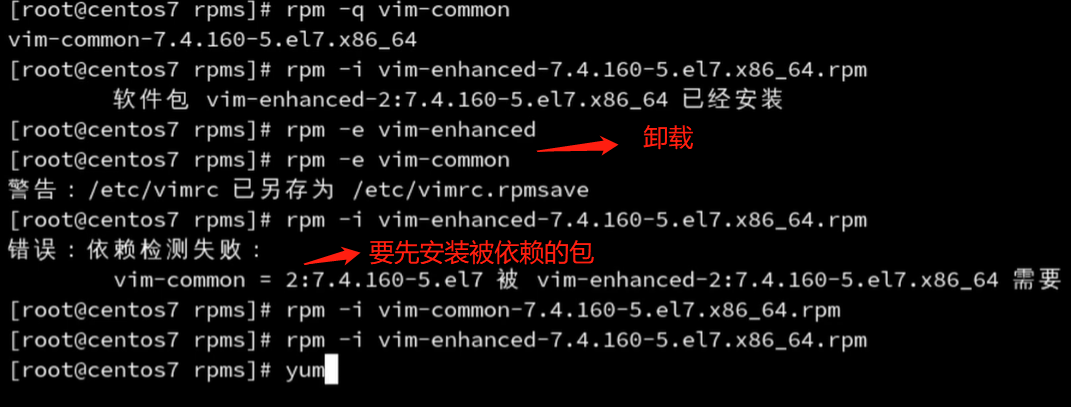 [root@centos7 rpms]# rpm -q vim-common
vim-common-7.4.160-5.el7.x86_64
[root@centos7 rpms]# rpm -i vim-enhanced-7.4.160-5.el7.x86_64.rpm
软件包 vim-enhanced-2:7.4.160-5.el7.x86_64 已经安装
[root@centos7 rpms]# rpm -e vim-enhanced
卸载
[root@centos7 rpms]# rpm -e vim-common
警告：/etc/vimrc 已另存为 /etc/vimrc.rpmsave
[root@centos7 rpms]# rpm -i vim-enhanced-7.4.160-5.el7.x86_64.rpm
错误：依赖检测失败：
要先安装被依赖的包
vim-common = 2:7.4.160-5.el7 被 vim-enhanced-2:7.4.160-5.el7.x86_64 需要
[root@centos7 rpms]# rpm -i vim-common-7.4.160-5.el7.x86_64.rpm
[root@centos7 rpms]# rpm -i vim-enhanced-7.4.160-5.el7.x86_64.rpm
[root@centos7 rpms]# yum